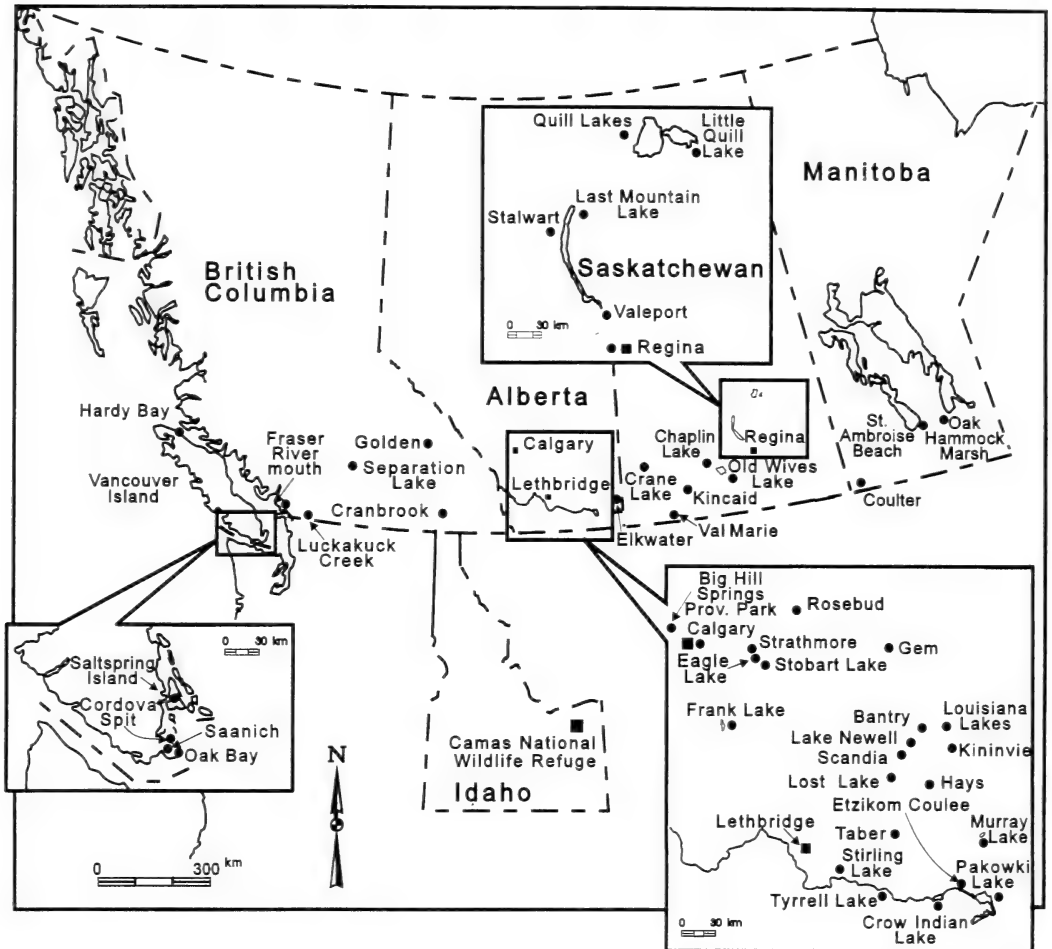 Quill Lakes
Little
Quill
Lake
Manitoba
Last Mountain
Lake
Stalwart
Saskatchewan
British
Columbia
Valeport
0 30 km
Regina
Alberta
Hardy Bay
Fraser
River
mouth
Golden
Separation
Lake
Calgary
Chaplin
Lake
Regina
St.
Ambroise
Beach
Oak
Hammock
Marsh
Vancouver
Island
Lethbridge
Crane
Lake
Old Wives
Lake
Kincaid
Coulter
Cranbrook
Luckakuck
Creek
Elkwater
Val Marie
Big Hill
Springs
Prov. Park
Rosebud
Calgary
Strathmore
Gem
Eagle
Lake
Stobart Lake
0 30 km
Saltspring
Island
Cordova
Spit
Saanich
Oak Bay
Frank Lake
Bantry
Louisiana
Lakes
Lake Newell
Kininvie
Scandia
Camas National
Wildlife Refuge
N
Idaho
Lost Lake
Hays
Etzikom Coulee
Lethbridge
Taber
Murray
Lake
Stirling
Lake
Pakowki
Lake
Tyrrell Lake
Crow Indian
Lake
0 300 km
0 30 km